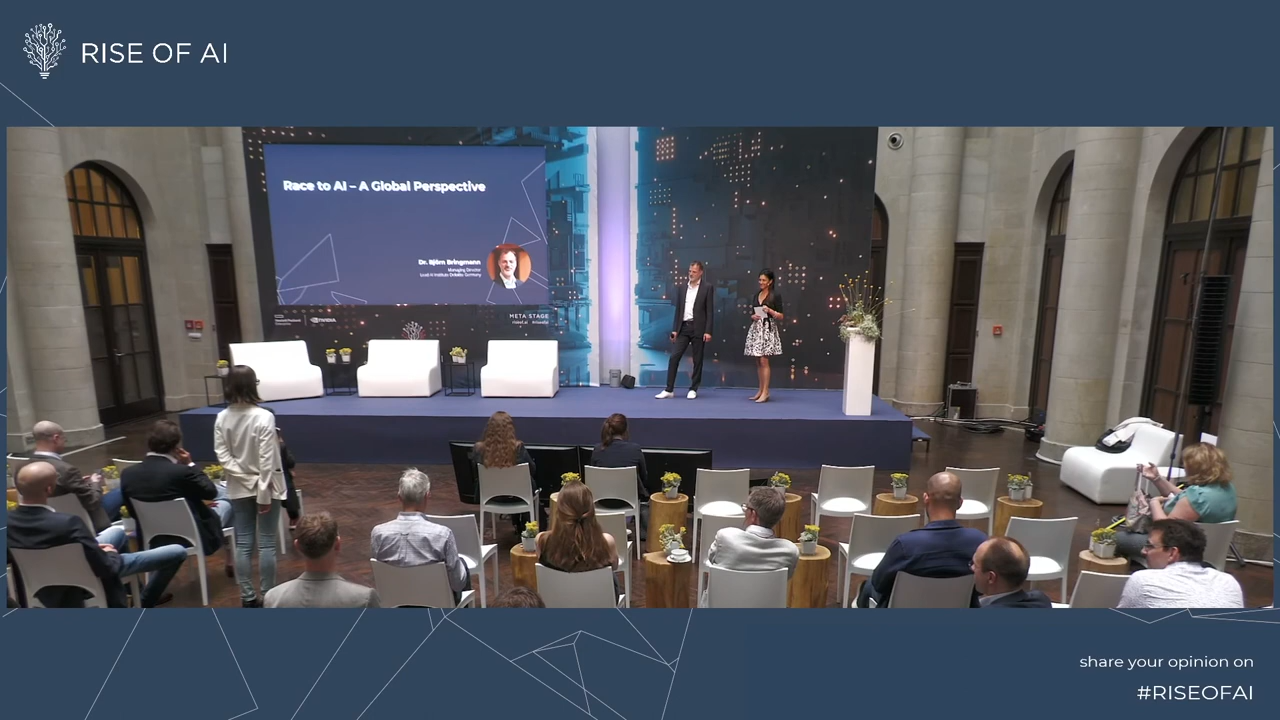 RISE OF AI
Race to AI – A Global Perspective
Dr. Björn Bringmann
Managing Director
NVIDIA
META STAGE
share your opinion on
#RISEOFAI